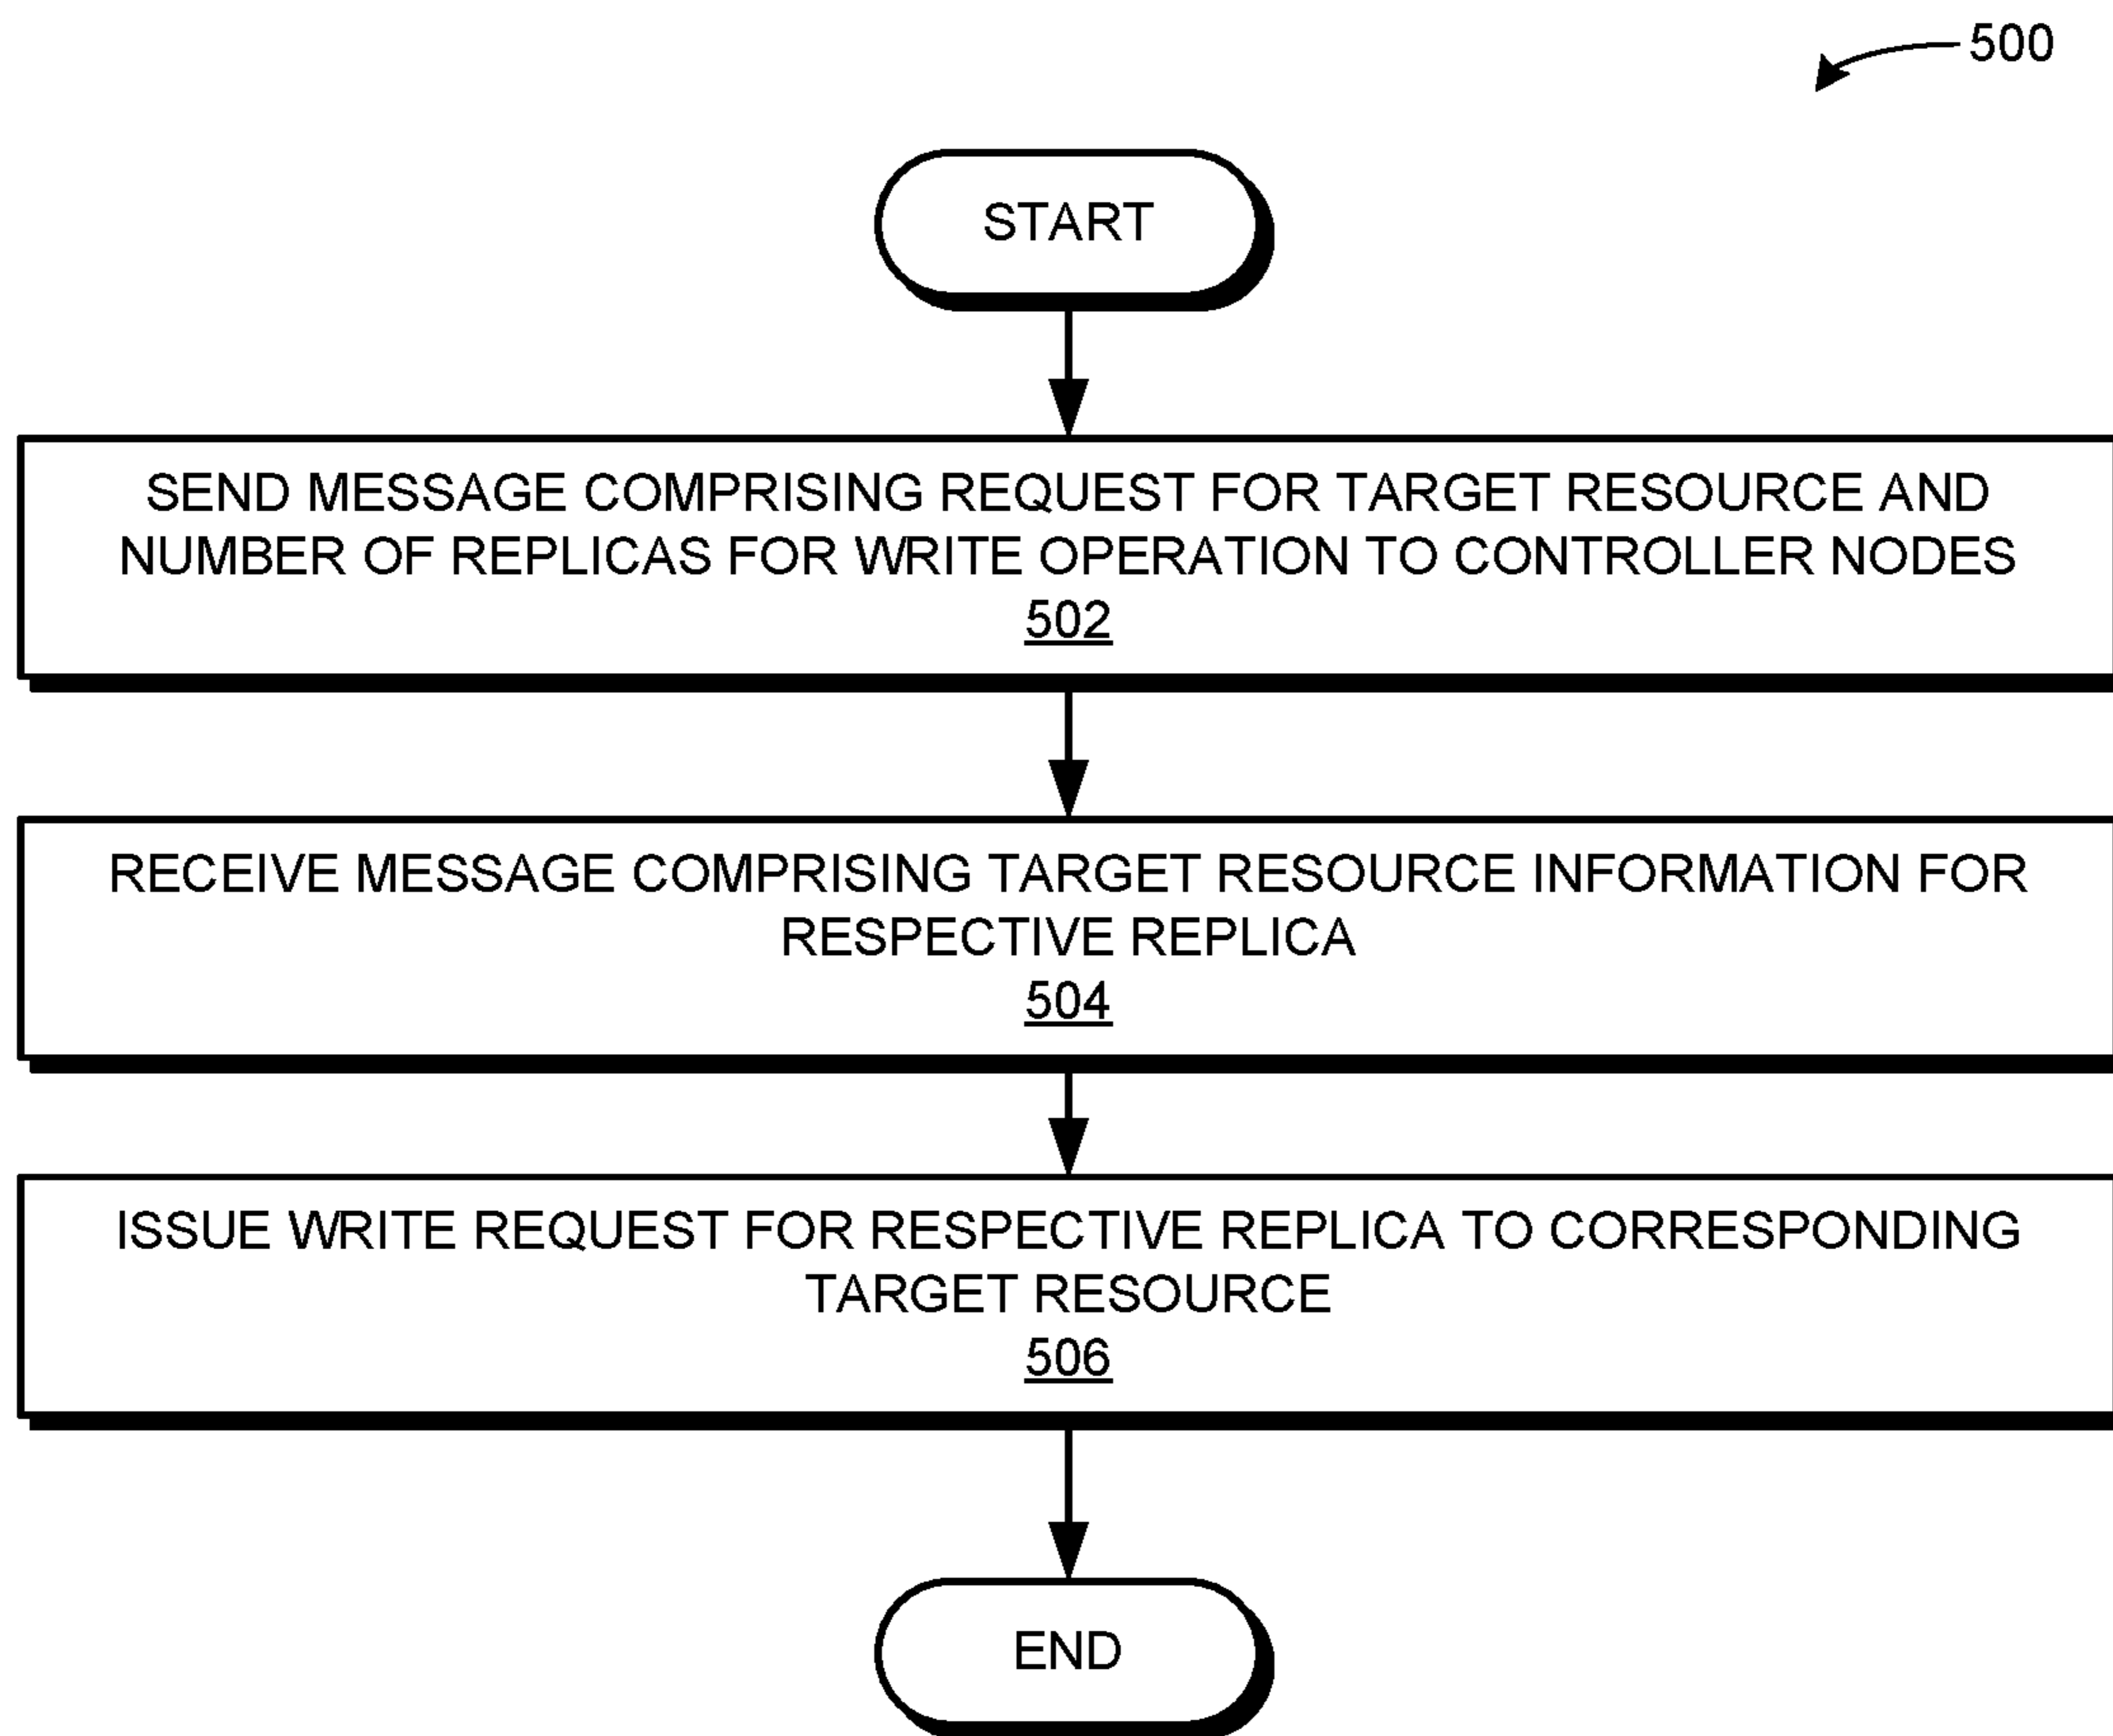 500
START
SEND MESSAGE COMPRISING REQUEST FOR TARGET RESOURCE AND
NUMBER OF REPLICAS FOR WRITE OPERATION TO CONTROLLER NODES
502
RECEIVE MESSAGE COMPRISING TARGET RESOURCE INFORMATION FOR
RESPECTIVE REPLICA
504
ISSUE WRITE REQUEST FOR RESPECTIVE REPLICA TO CORRESPONDING
TARGET RESOURCE
506
END